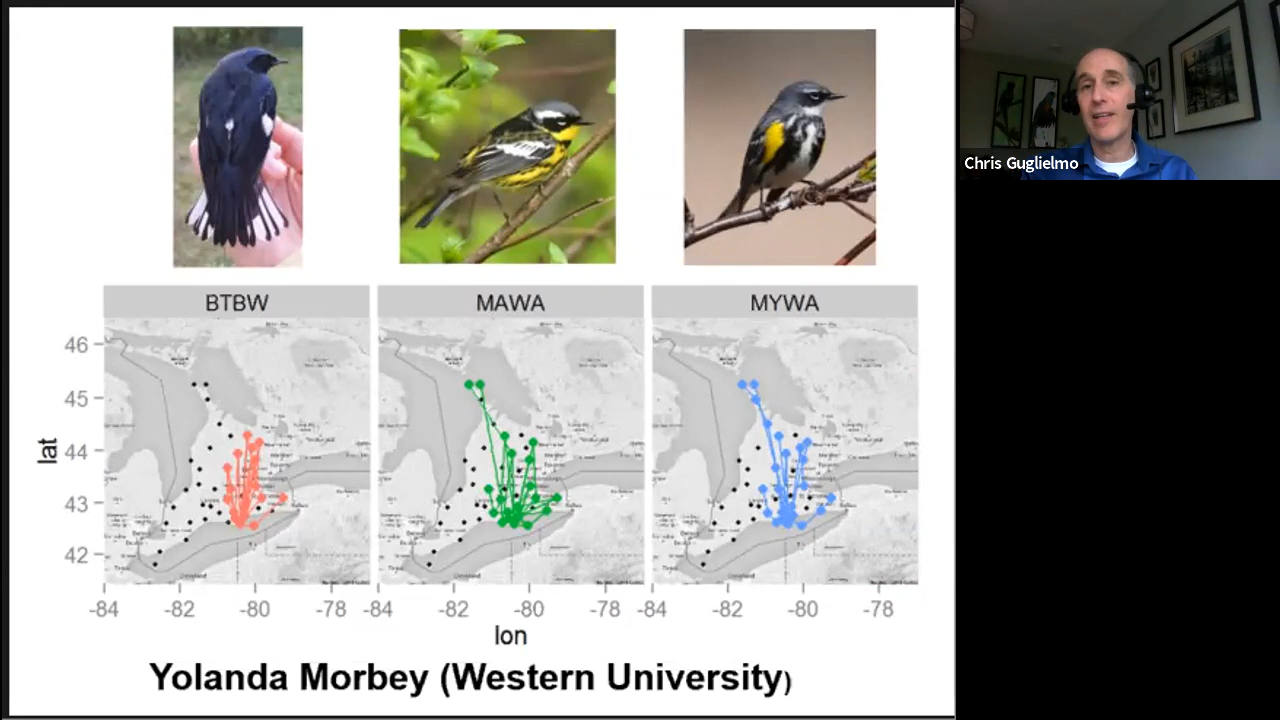 Chris Guglielmo
BTBW MAWA MYWA
46
45
44
43
42
lat
-84 -82 -80 -78 -84 -82 -80 -78 -84 -82 -80 -78
lon
Yolanda Morbey (Western University)